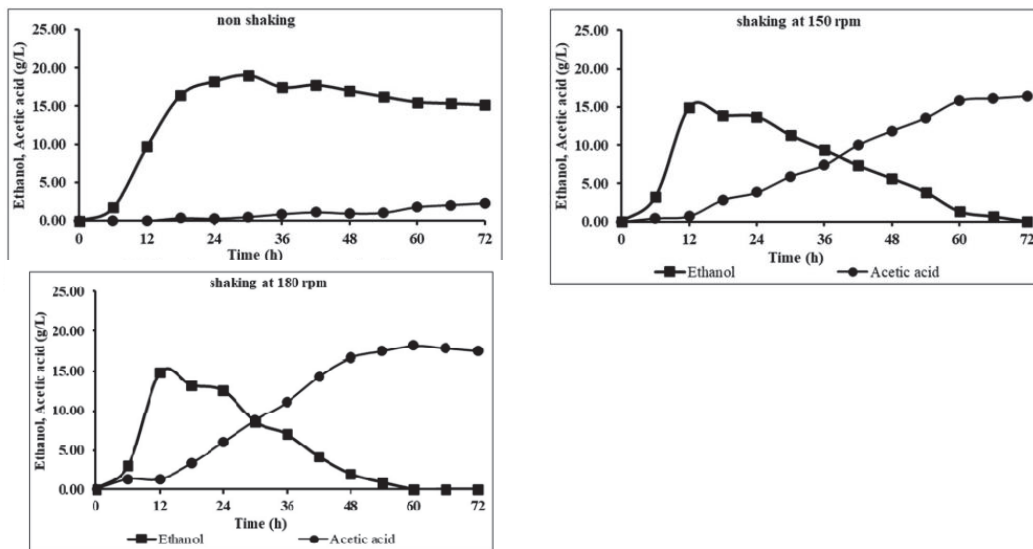 non shaking
Ethanol, Acetic acid (g/L)
25.00
20.00
15.00
10.00
5.00
0.00
0 12 24 36 48 60 72
Time (h)
shaking at 150 rpm
Ethanol, Acetic acid (g/L)
25.00
20.00
15.00
10.00
5.00
0.00
0 12 24 36 48 60 72
Time (h)
Ethanol Acetic acid
shaking at 180 rpm
Ethanol, Acetic acid (g/L)
25.00
20.00
15.00
10.00
5.00
0.00
0 12 24 36 48 60 72
Time (h)
Ethanol Acetic acid